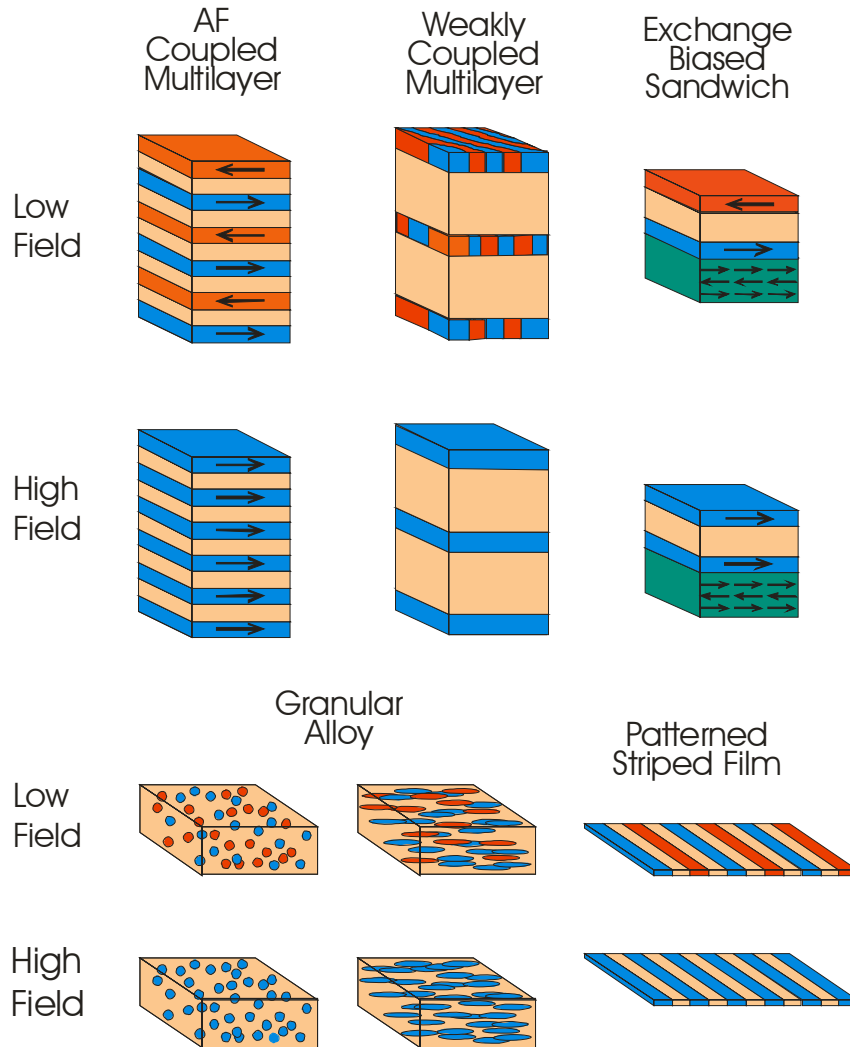 AF
Coupled
Multilayer
Weakly
Coupled
Multilayer
Exchange
Biased
Sandwich
Low
Field
High
Field
Granular
Alloy
Patterned
Striped Film
Low
Field
High
Field